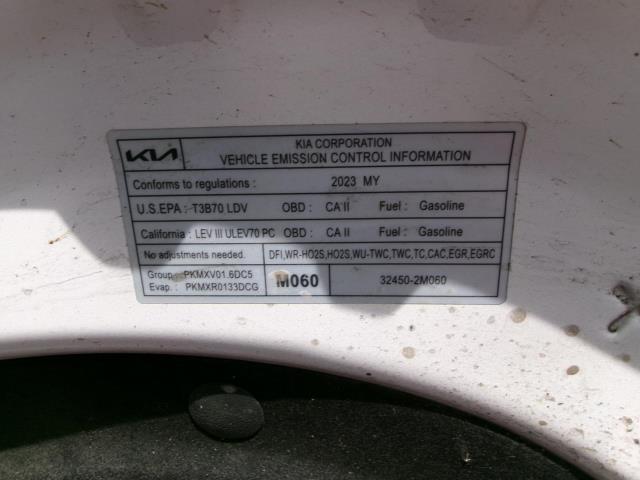 KIA
KIA CORPORATION
VEHICLE EMISSION CONTROL INFORMATION
Conforms to regulations : 2023 MY
U.S.EPA : T3B70 LDV OBD : CA II Fuel : Gasoline
California : LEV III ULEV70 PC OBD : CA II Fuel : Gasoline
No adjustments needed. DFI,WR-HO2S,HO2S,WU-TWC,TWC,TC,CAC,EGR,EGRC
Group : PKMXV01.6DC5
Evap. : PKMXR0133DCG
M060
32450-2M060